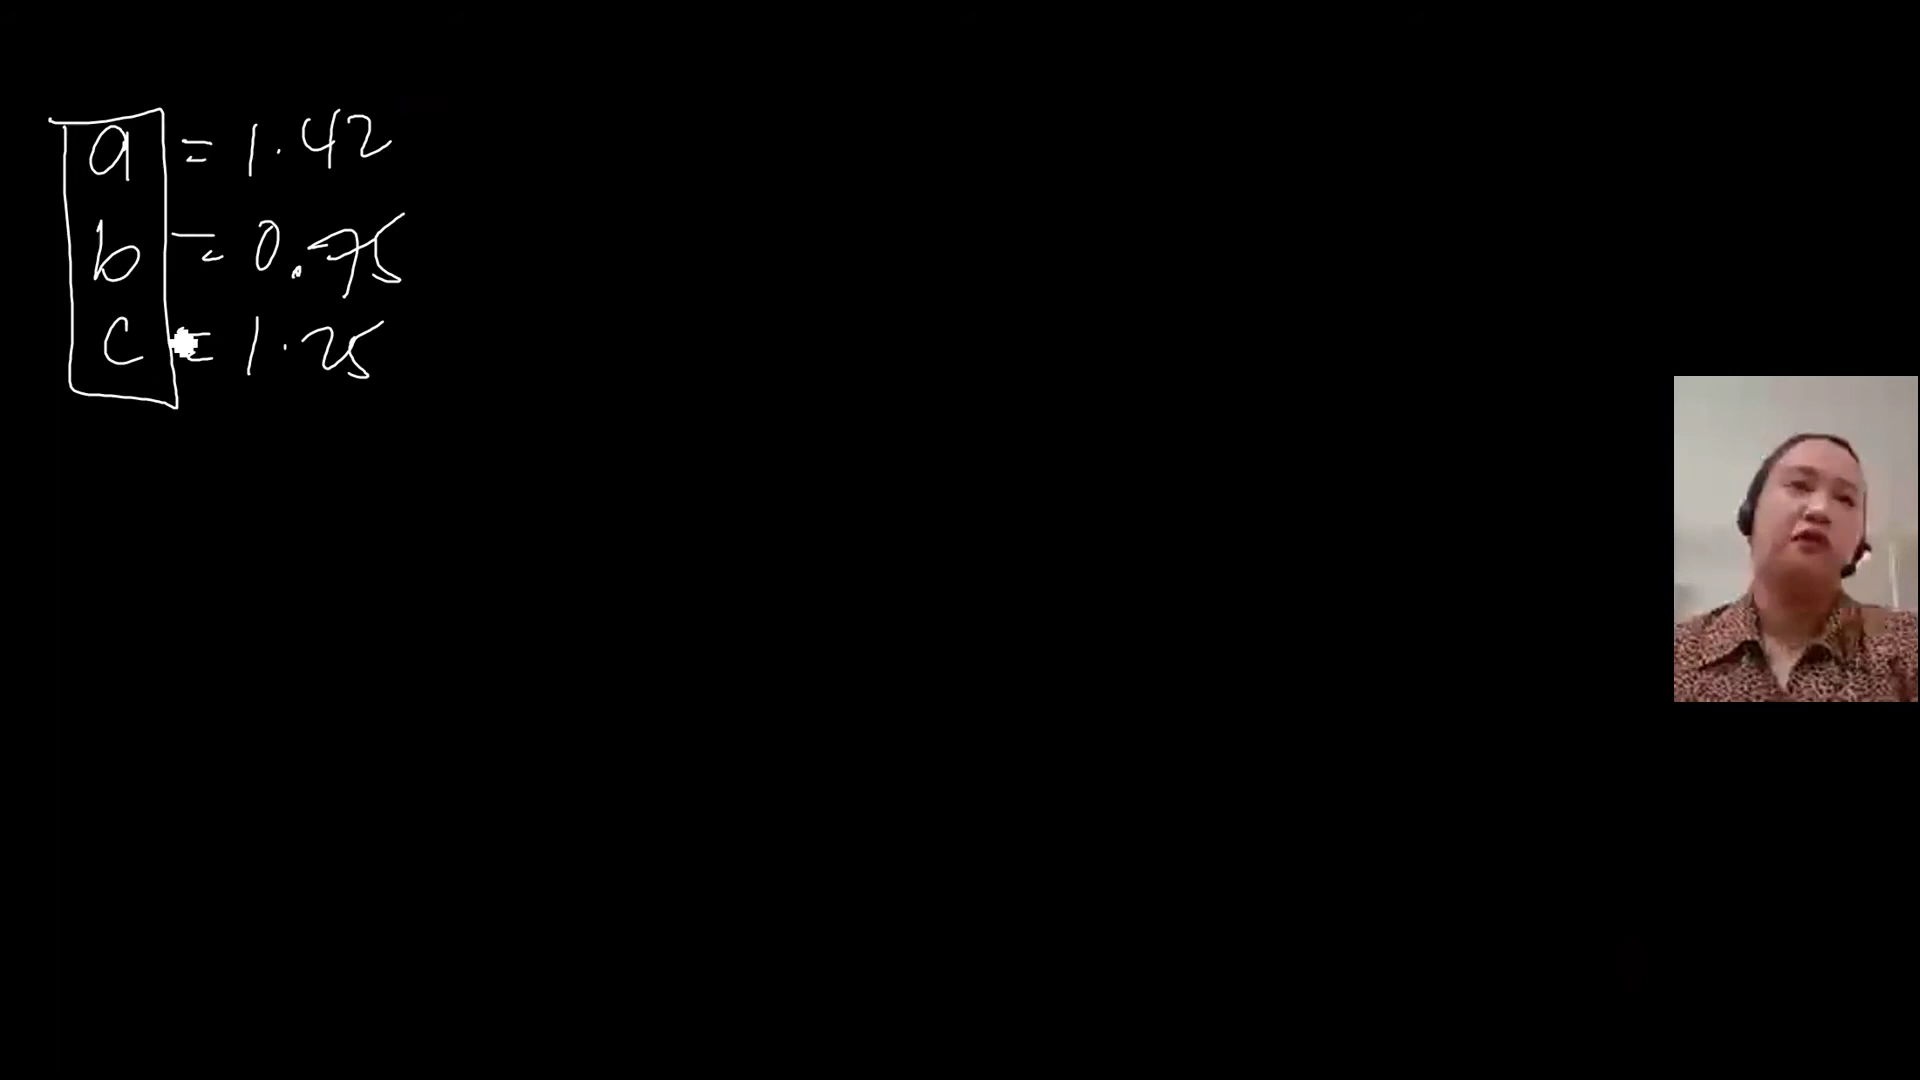 a = 1.42
b = 0.75
c = 1.25